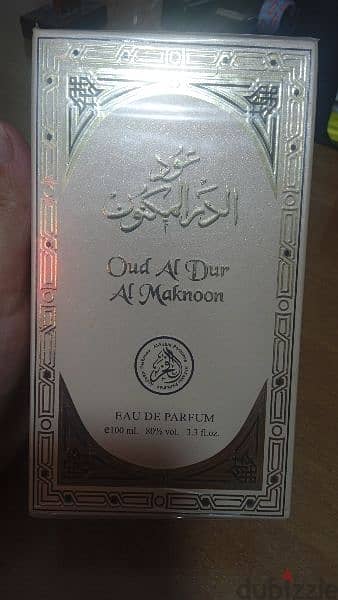 عود
الدر المكنون
Oud Al Dur
Al Maknoon
EAU DE PARFUM
e100 ml. 80% vol. 3.3 fl.oz.
dubizzle